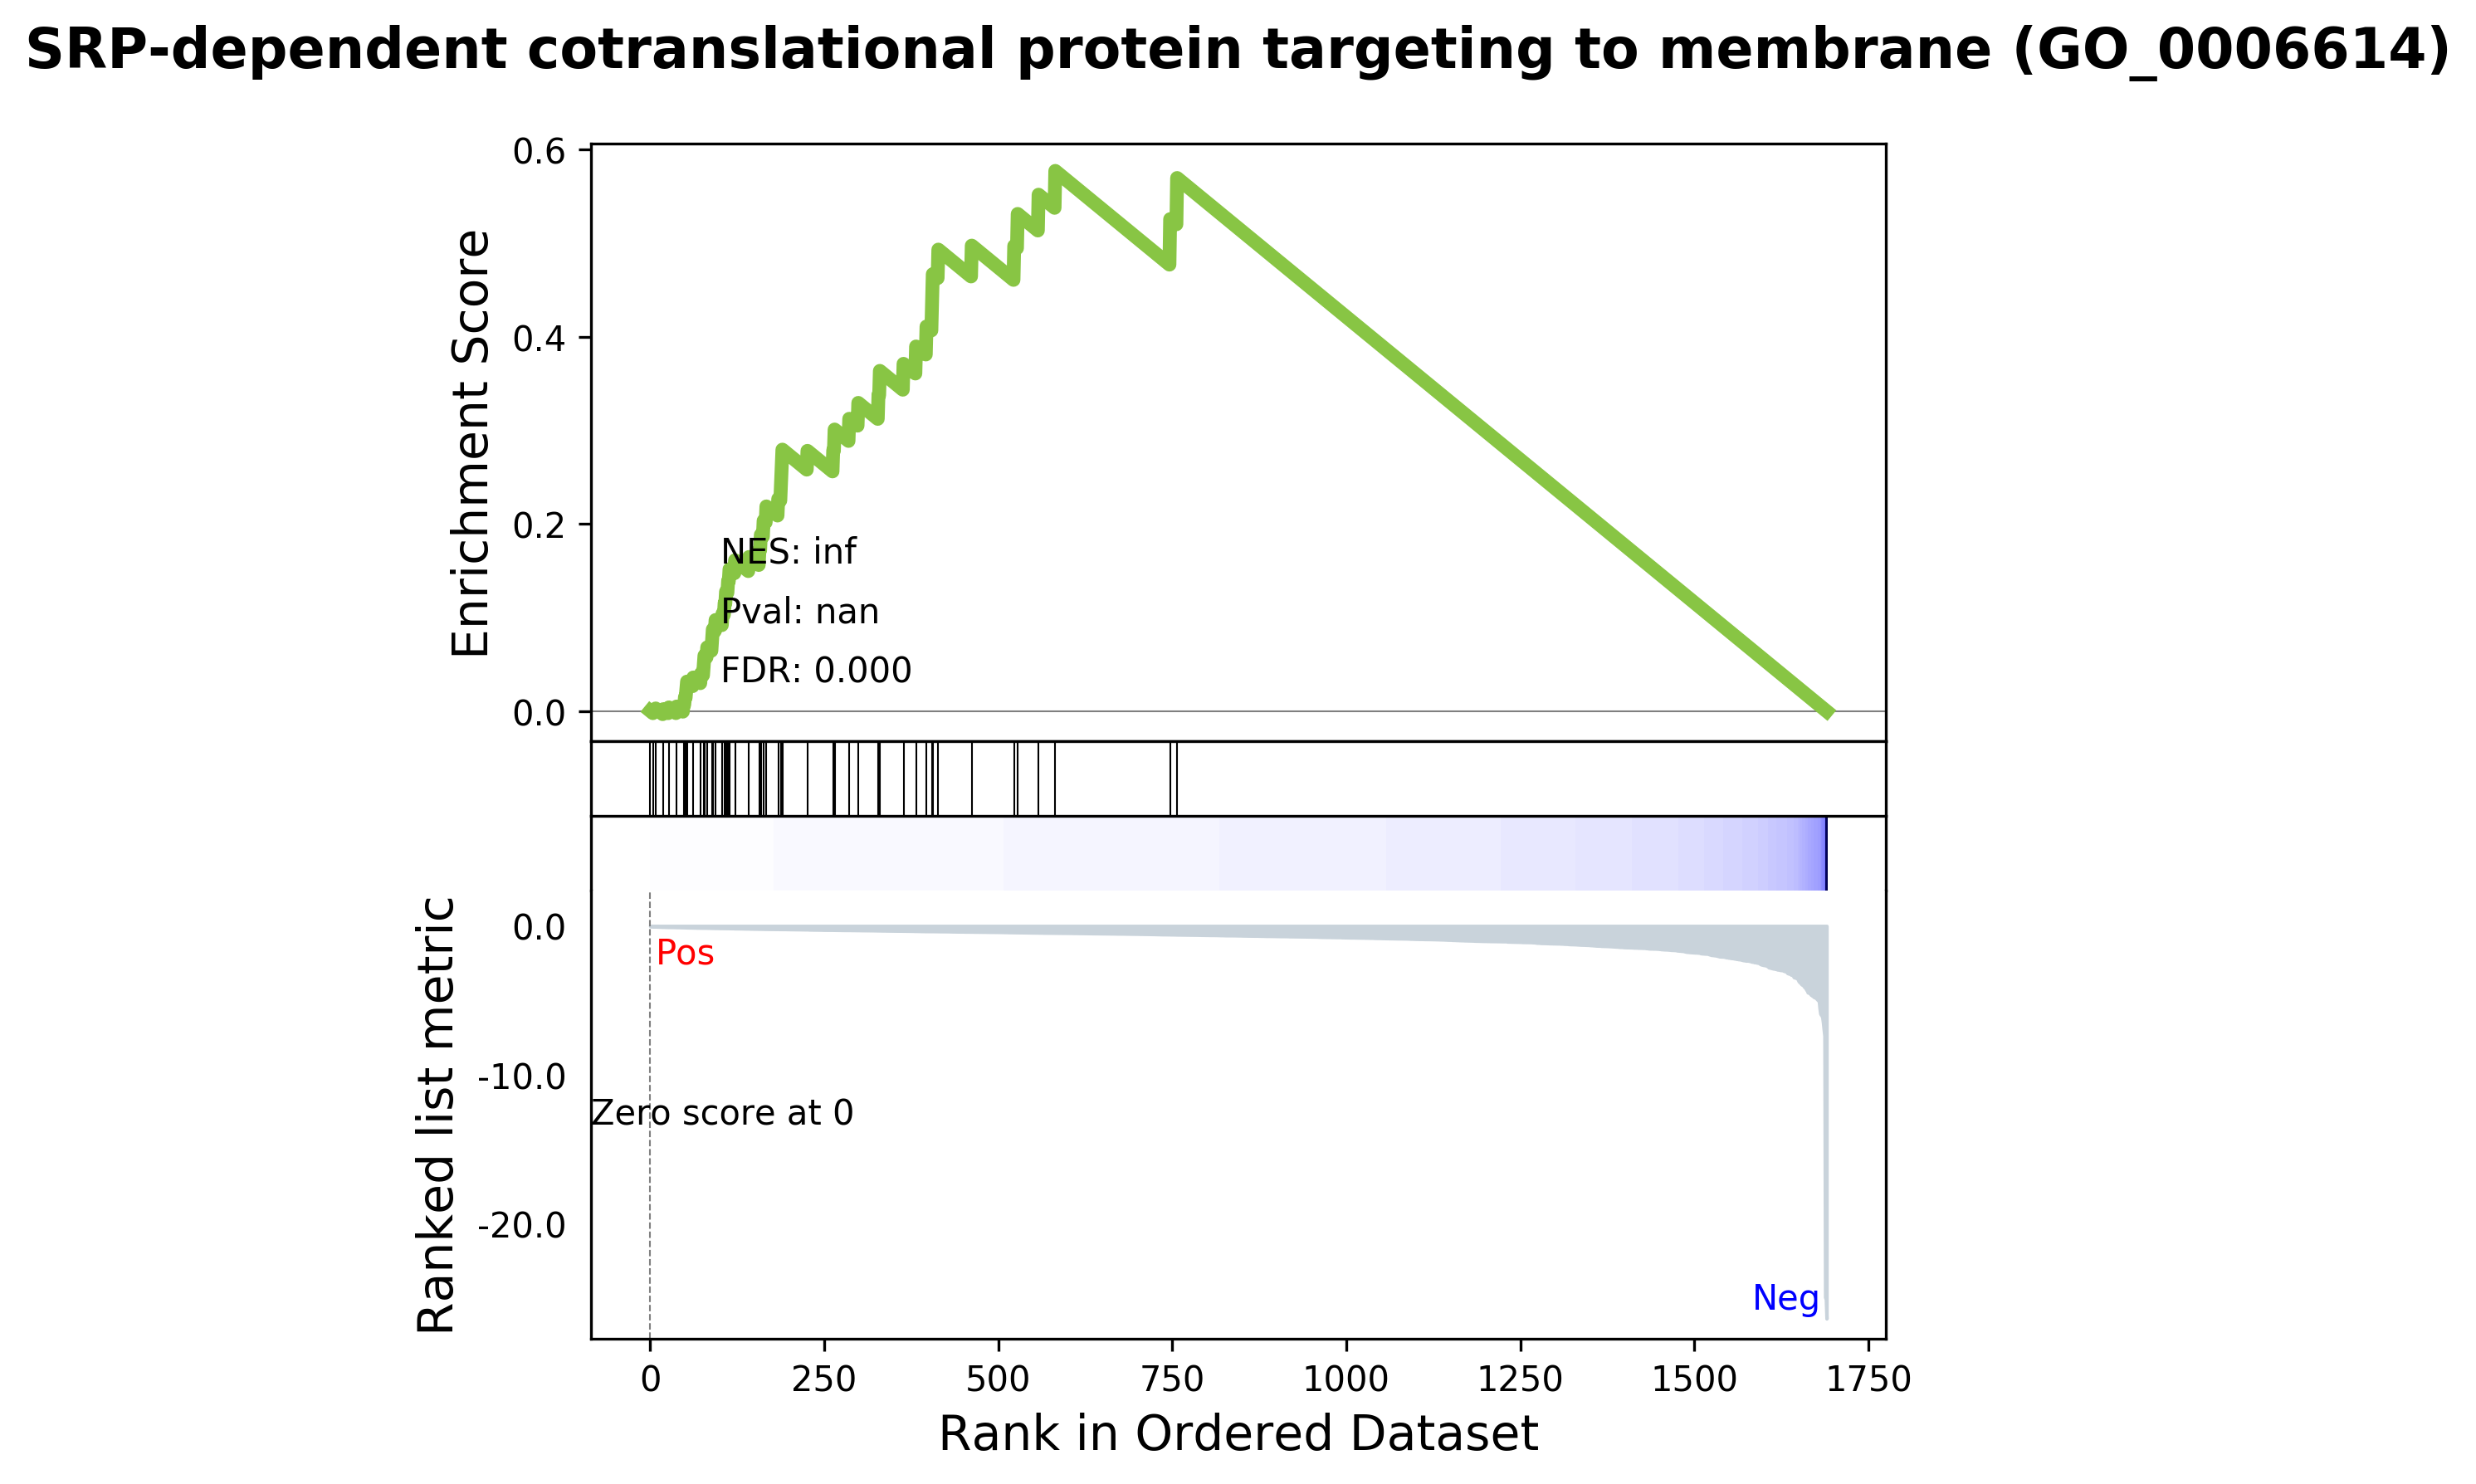 SRP-dependent cotranslational protein targeting to membrane (GO_0006614)
Enrichment Score
0.6
0.4
0.2
0.0
NES: inf
Pval: nan
FDR: 0.000
Ranked list metric
0.0
-10.0
-20.0
Pos
Zero score at 0
Neg
0 250 500 750 1000 1250 1500 1750
Rank in Ordered Dataset